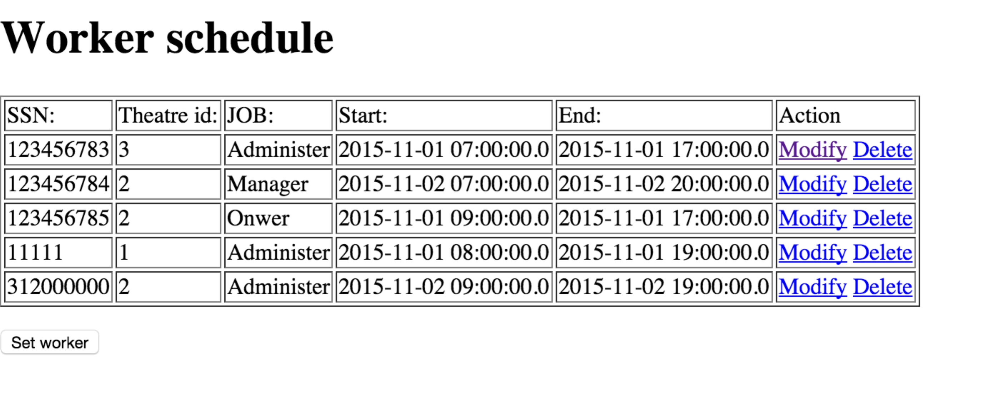 Worker schedule
SSN: Theatre id: JOB: Start: End: Action
123456783 3 Administer 2015-11-01 07:00:00.0 2015-11-01 17:00:00.0 Modify Delete
123456784 2 Manager 2015-11-02 07:00:00.0 2015-11-02 20:00:00.0 Modify Delete
123456785 2 Onwer 2015-11-01 09:00:00.0 2015-11-01 17:00:00.0 Modify Delete
11111 1 Administer 2015-11-01 08:00:00.0 2015-11-01 19:00:00.0 Modify Delete
312000000 2 Administer 2015-11-02 09:00:00.0 2015-11-02 19:00:00.0 Modify Delete
Set worker